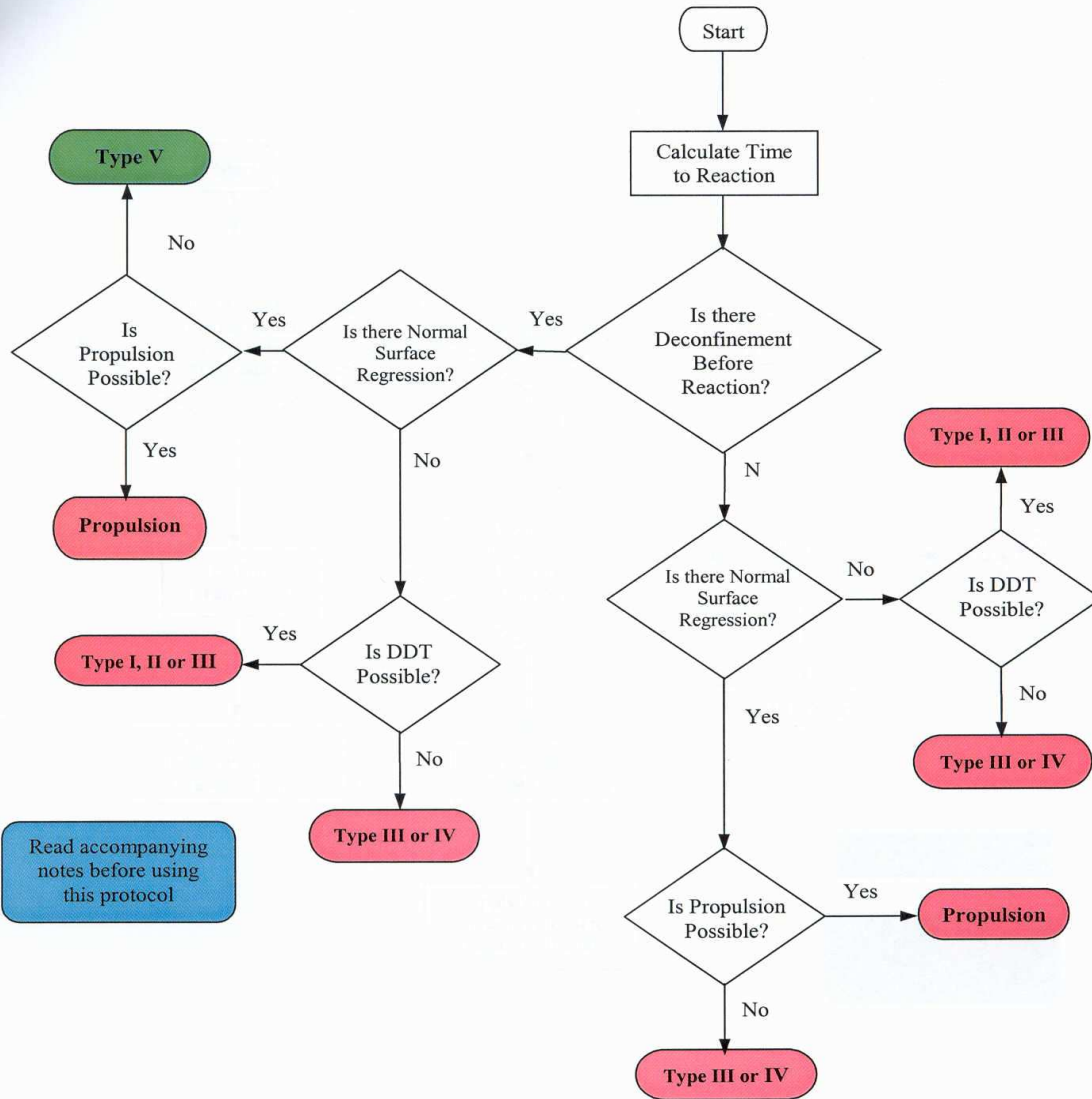 Start
Calculate Time
to Reaction
Is there
Deconfinement
Before
Reaction?
Yes
Is there Normal
Surface
Regression?
Yes
Is
Propulsion
Possible?
No
Type V
Yes
Propulsion
No
Is DDT
Possible?
Yes
Type I, II or III
No
Type III or IV
N
Is there Normal
Surface
Regression?
No
Is DDT
Possible?
Yes
Type I, II or III
No
Type III or IV
Yes
Is Propulsion
Possible?
Yes
Propulsion
No
Type III or IV
Read accompanying
notes before using
this protocol